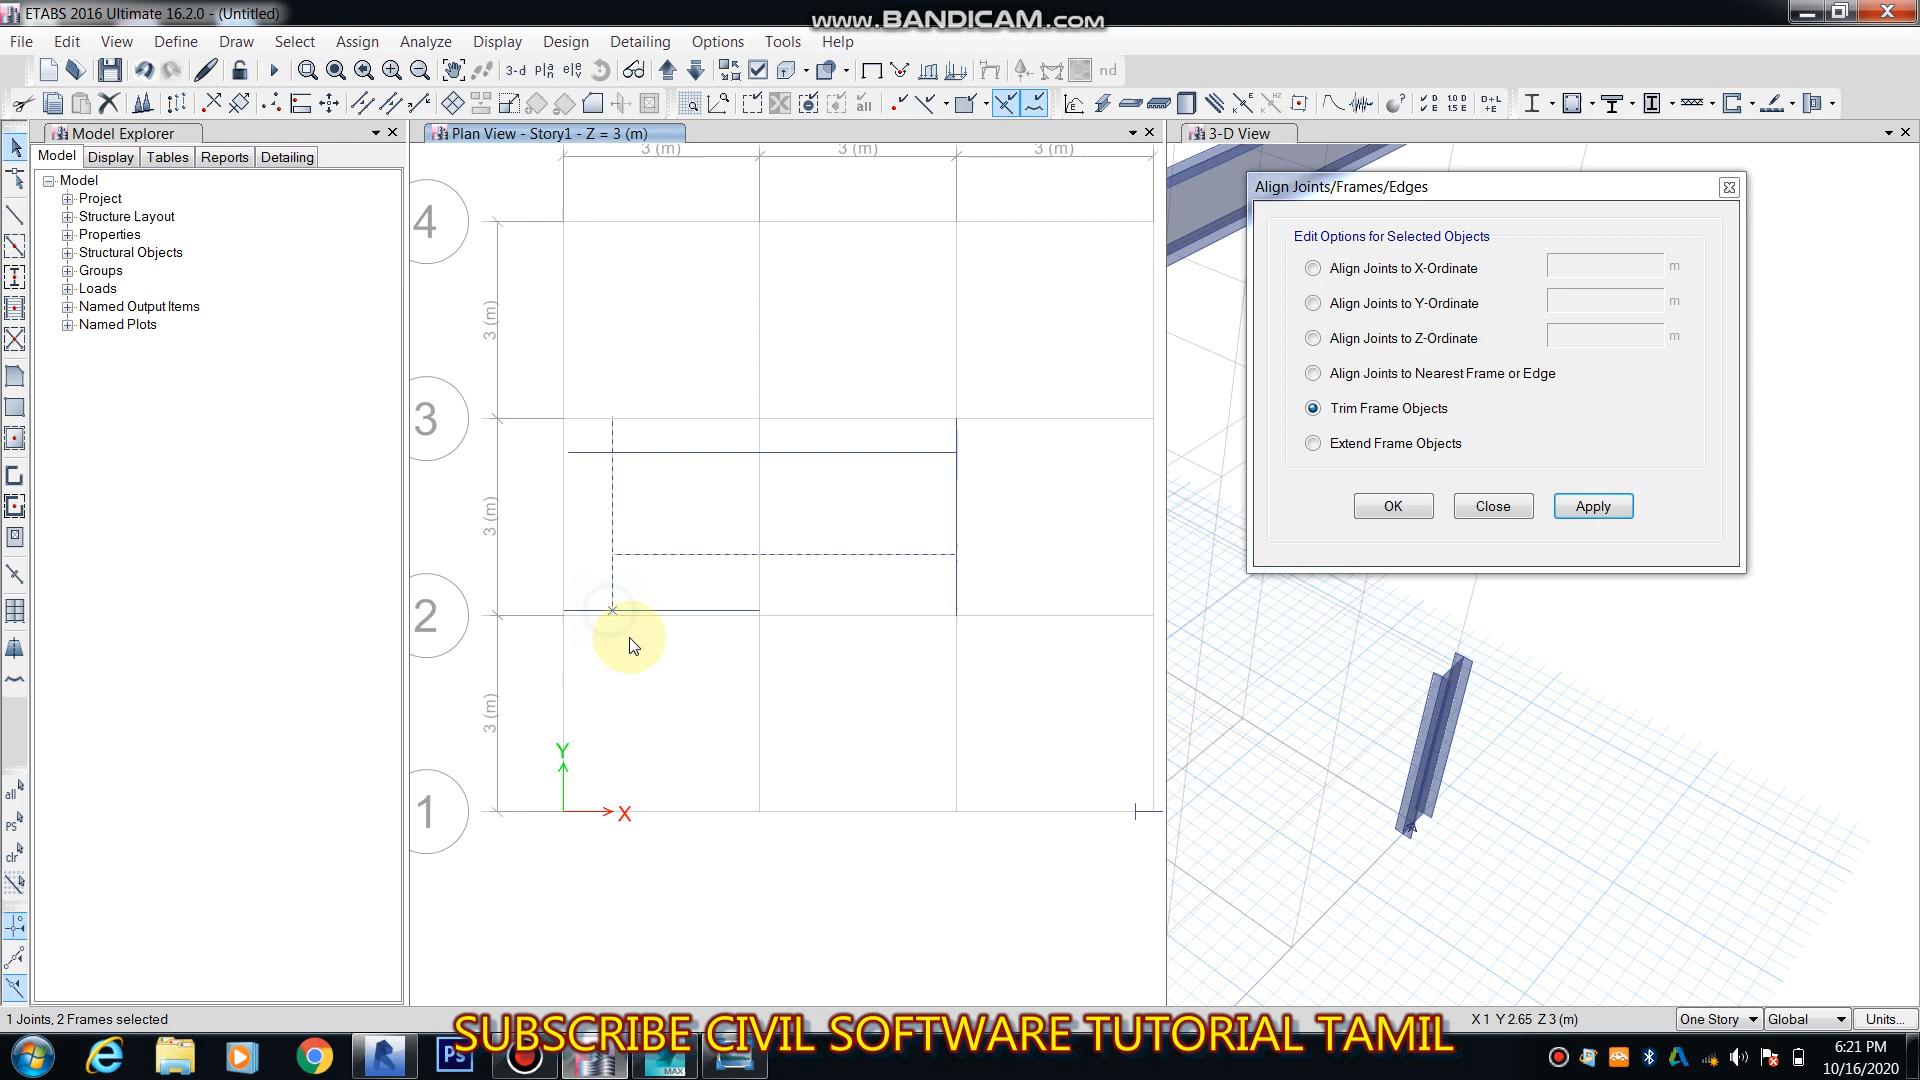 ETABS 2016 Ultimate 16.2.0 - (Untitled)
www.BANDICAM.com
File Edit View Define Draw Select Assign Analyze Display Design Options Detailing Tools Help
3-d
nd
all
Model Explorer
Plan View - Story1 - Z = 3 (m)
3-D View
Model Display Tables Reports Detailing
Model
Project
Structure Layout
Properties
Structural Objects
Groups
Loads
Named Output Items
Named Plots
3 (m) 3 (m) 3 (m)
4
3 (m)
3
3 (m)
2
3 (m)
1
Y
X
Align Joints/Frames/Edges
Edit Options for Selected Objects
Align Joints to X-Ordinate m
Align Joints to Y-Ordinate m
Align Joints to Z-Ordinate m
Align Joints to Nearest Frame or Edge
Trim Frame Objects
Extend Frame Objects
OK Close Apply
all
ps
clr
1 Joints, 2 Frames selected
X 1 Y 2.65 Z 3 (m)
One Story
Global
Units...
SUBSCRIBE CIVIL SOFTWARE TUTORIAL TAMIL
6:21 PM
10/16/2020